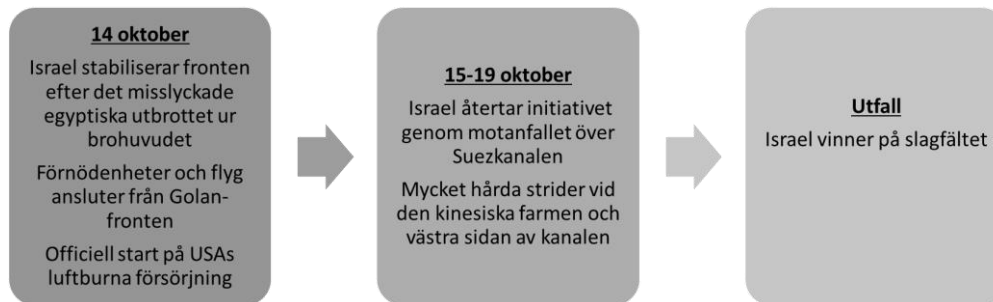 14 oktober
Israel stabiliserar fronten
efter det misslyckade
egyptiska utbrottet ur
brohuvudet
Förnödenheter och flyg
ansluter från Golan-
fronten
Officiell start på USAs
luftburna försörjning
15-19 oktober
Israel återtar initiativet
genom motanfallet över
Suezkanalen
Mycket hårda strider vid
den kinesiska farmen och
västra sidan av kanalen
Utfall
Israel vinner på slagfältet